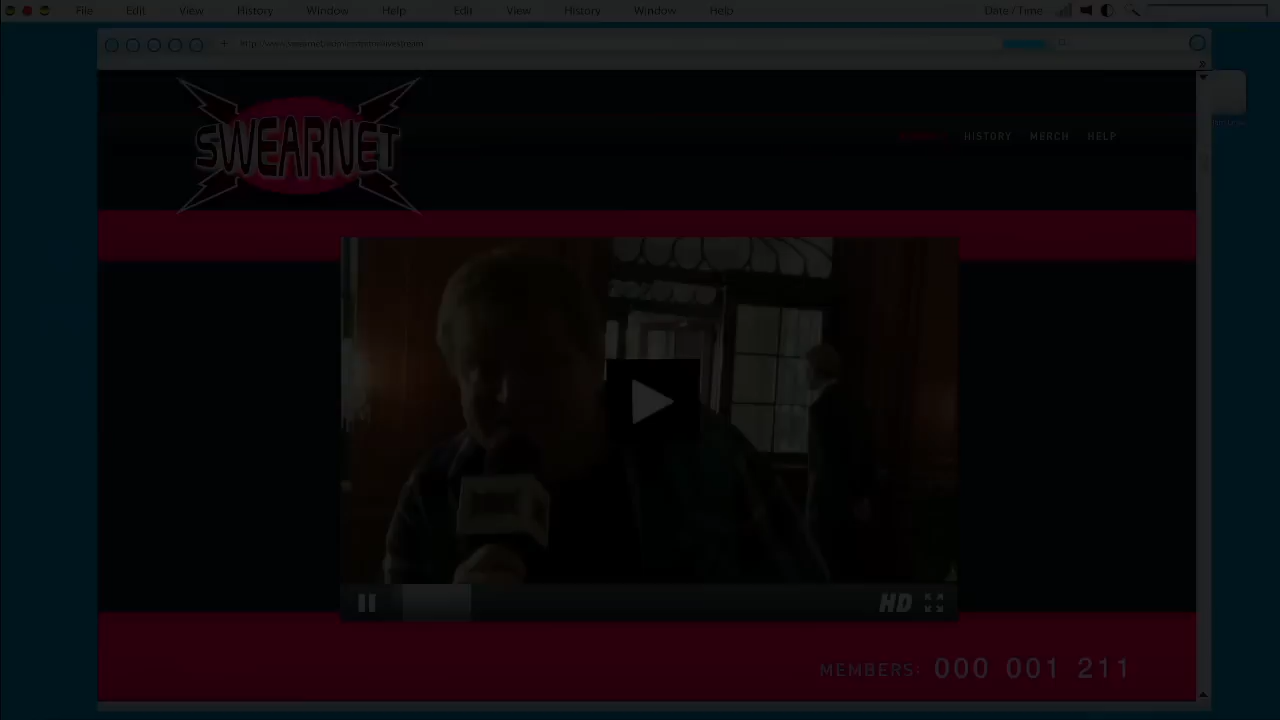 File Edit View History Window Help Edit View History Window Help Date / Time
SWEARNET
HISTORY MERCH HELP
HD
MEMBERS: 000 001 211